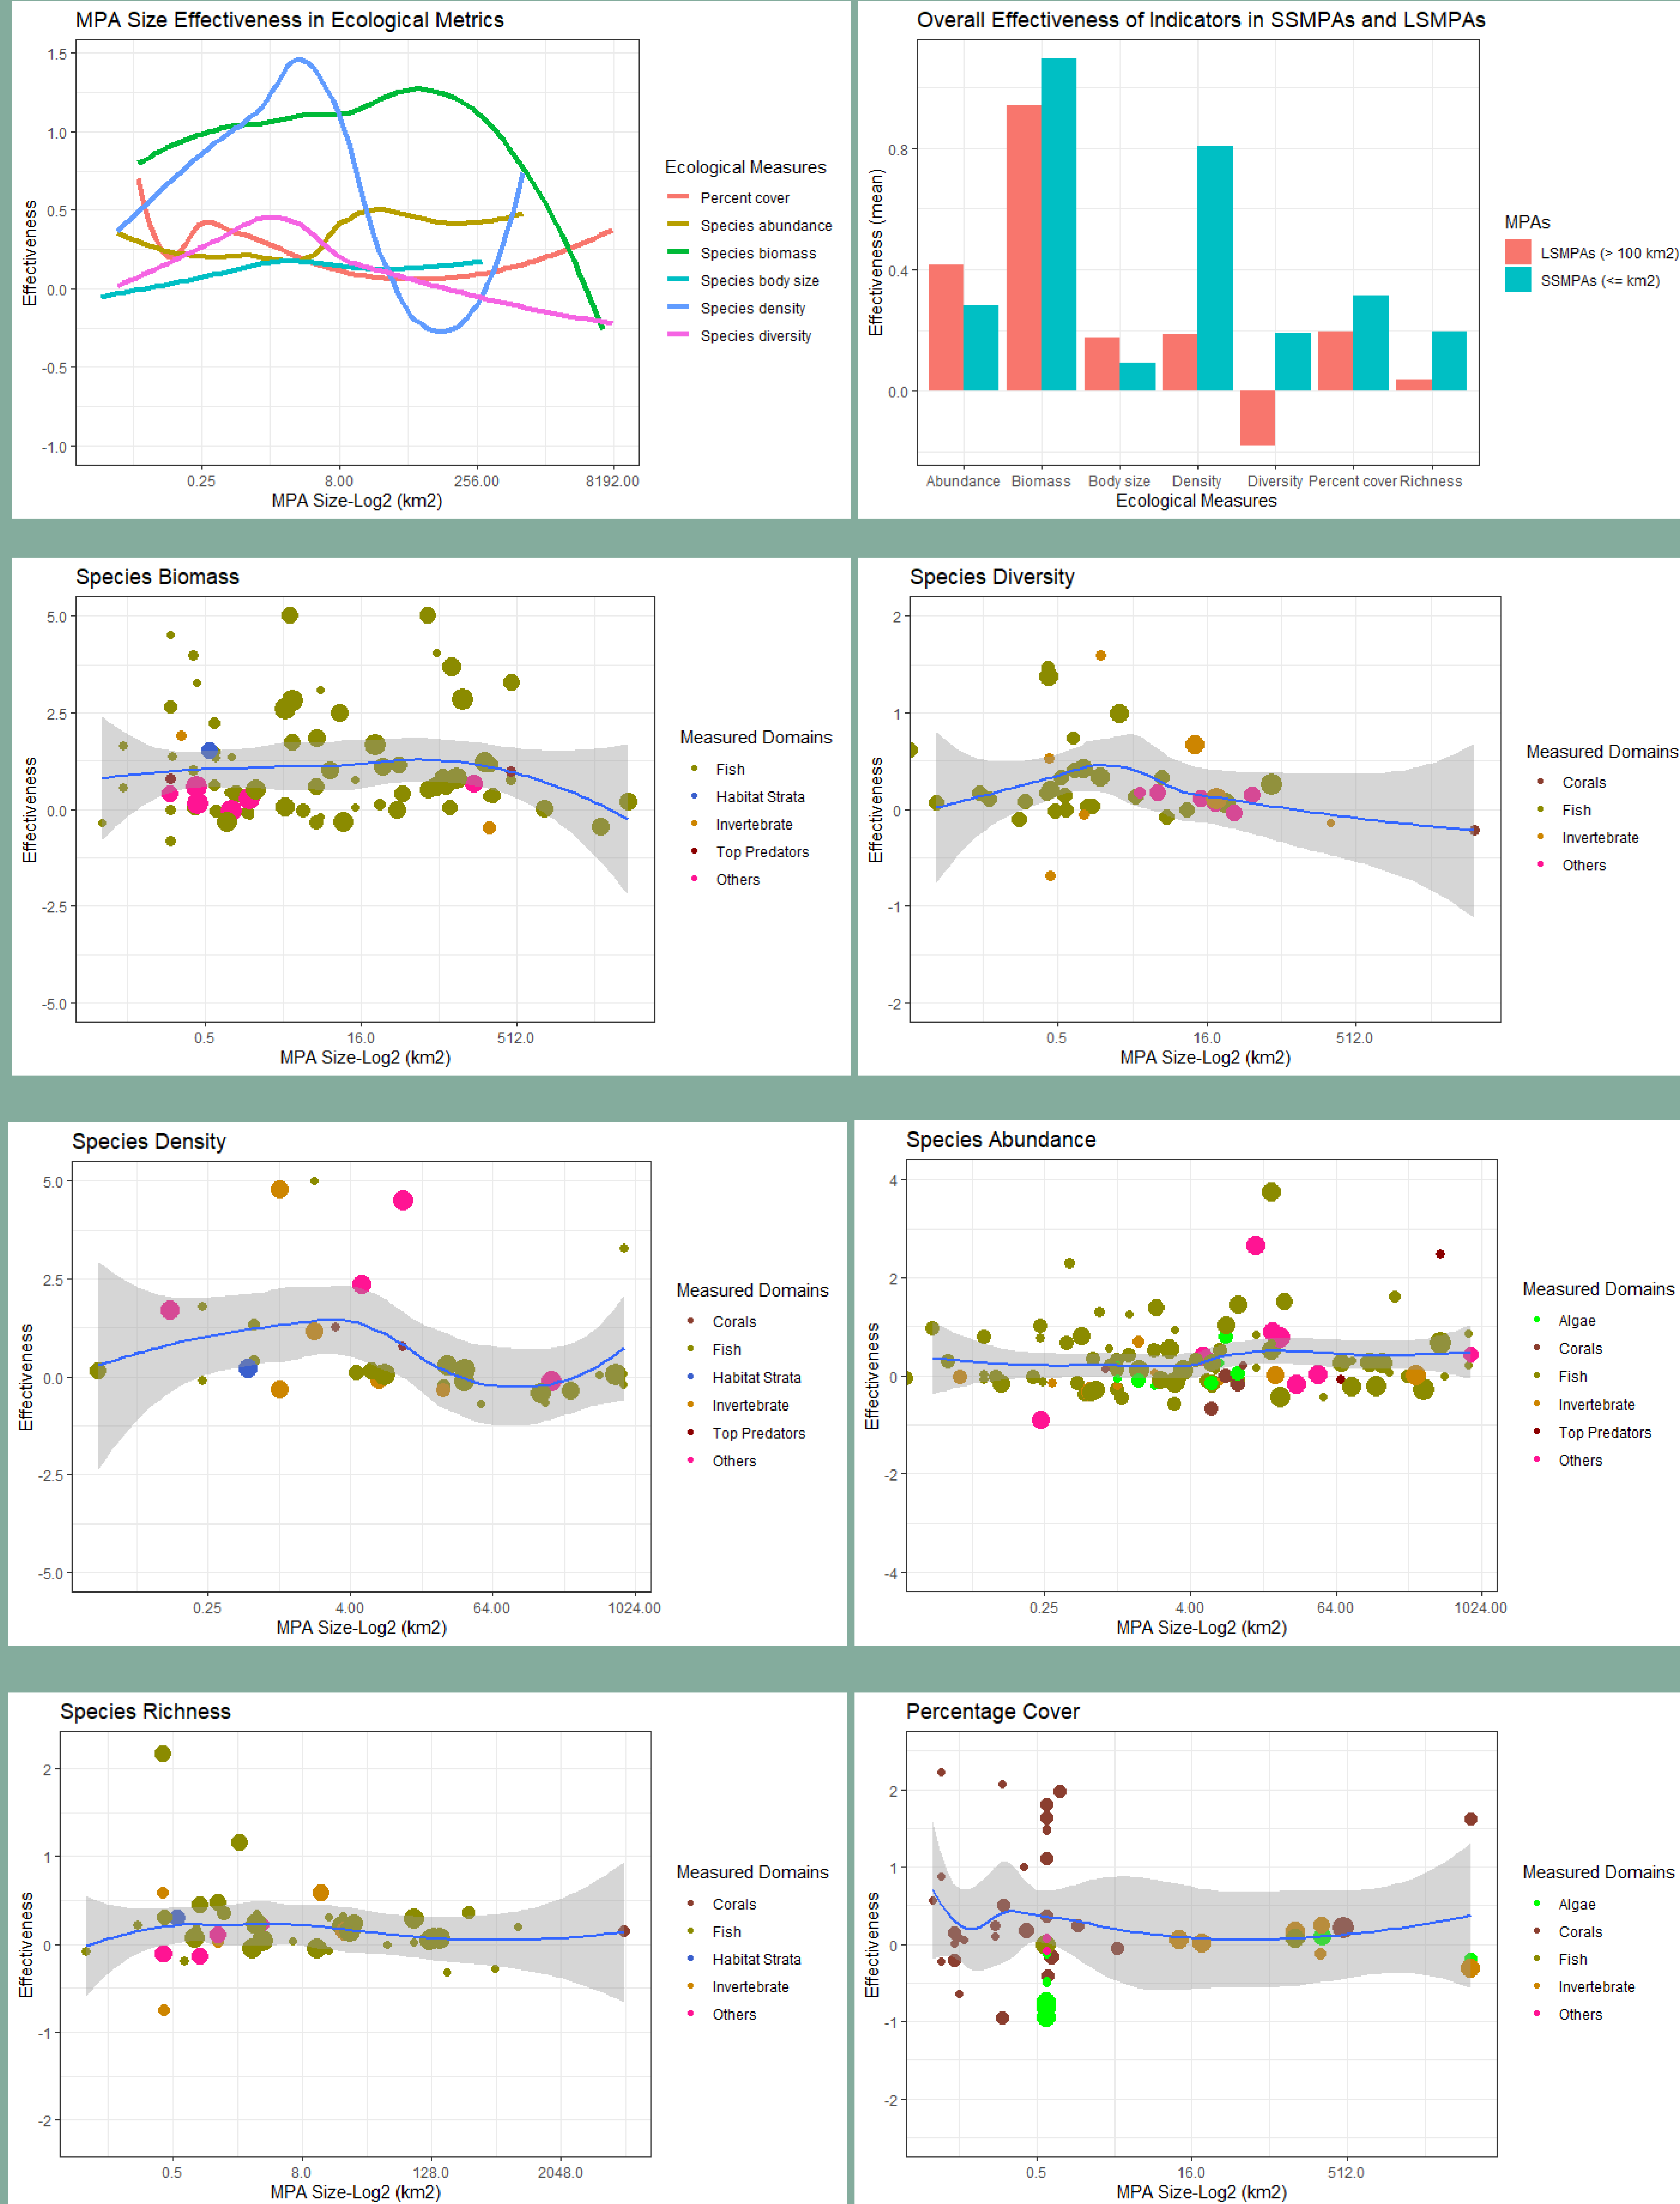 MPA Size Effectiveness in Ecological Metrics
1.5
1.0
0.5
0.0
-0.5
-1.0
Effectiveness
0.25 8.00 256.00 8192.00
MPA Size-Log2 (km2)
Ecological Measures
Percent cover
Species abundance
Species biomass
Species body size
Species density
Species diversity
Overall Effectiveness of Indicators in SSMPAs and LSMPAs
0.8
0.4
0.0
Effectiveness (mean)
Abundance Biomass Body size Density Diversity Percent cover Richness
Ecological Measures
MPAs
LSMPAs (> 100 km2)
SSMPAs (<= km2)
Species Biomass
5.0
2.5
0.0
-2.5
-5.0
Effectiveness
0.5 16.0 512.0
MPA Size-Log2 (km2)
Measured Domains
Fish
Habitat Strata
Invertebrate
Top Predators
Others
Species Diversity
2
1
0
-1
-2
Effectiveness
0.5 16.0 512.0
MPA Size-Log2 (km2)
Measured Domains
Corals
Fish
Invertebrate
Others
Species Density
5.0
2.5
0.0
-2.5
-5.0
Effectiveness
0.25 4.00 64.00 1024.00
MPA Size-Log2 (km2)
Measured Domains
Corals
Fish
Habitat Strata
Invertebrate
Top Predators
Others
Species Abundance
4
2
0
-2
-4
Effectiveness
0.25 4.00 64.00 1024.00
MPA Size-Log2 (km2)
Measured Domains
Algae
Corals
Fish
Invertebrate
Top Predators
Others
Species Richness
2
1
0
-1
-2
Effectiveness
0.5 8.0 128.0 2048.0
MPA Size-Log2 (km2)
Measured Domains
Corals
Fish
Habitat Strata
Invertebrate
Others
Percentage Cover
2
1
0
-1
-2
Effectiveness
0.5 16.0 512.0
MPA Size-Log2 (km2)
Measured Domains
Algae
Corals
Fish
Invertebrate
Others